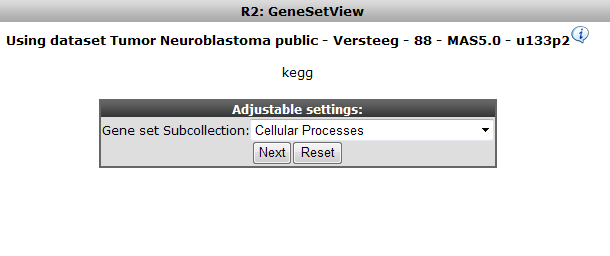 R2: GeneSetView
Using dataset Tumor Neuroblastoma public - Versteeg - 88 - MAS5.0 - u133p2
kegg
Adjustable settings:
Gene set Subcollection: Cellular Processes
Next Reset